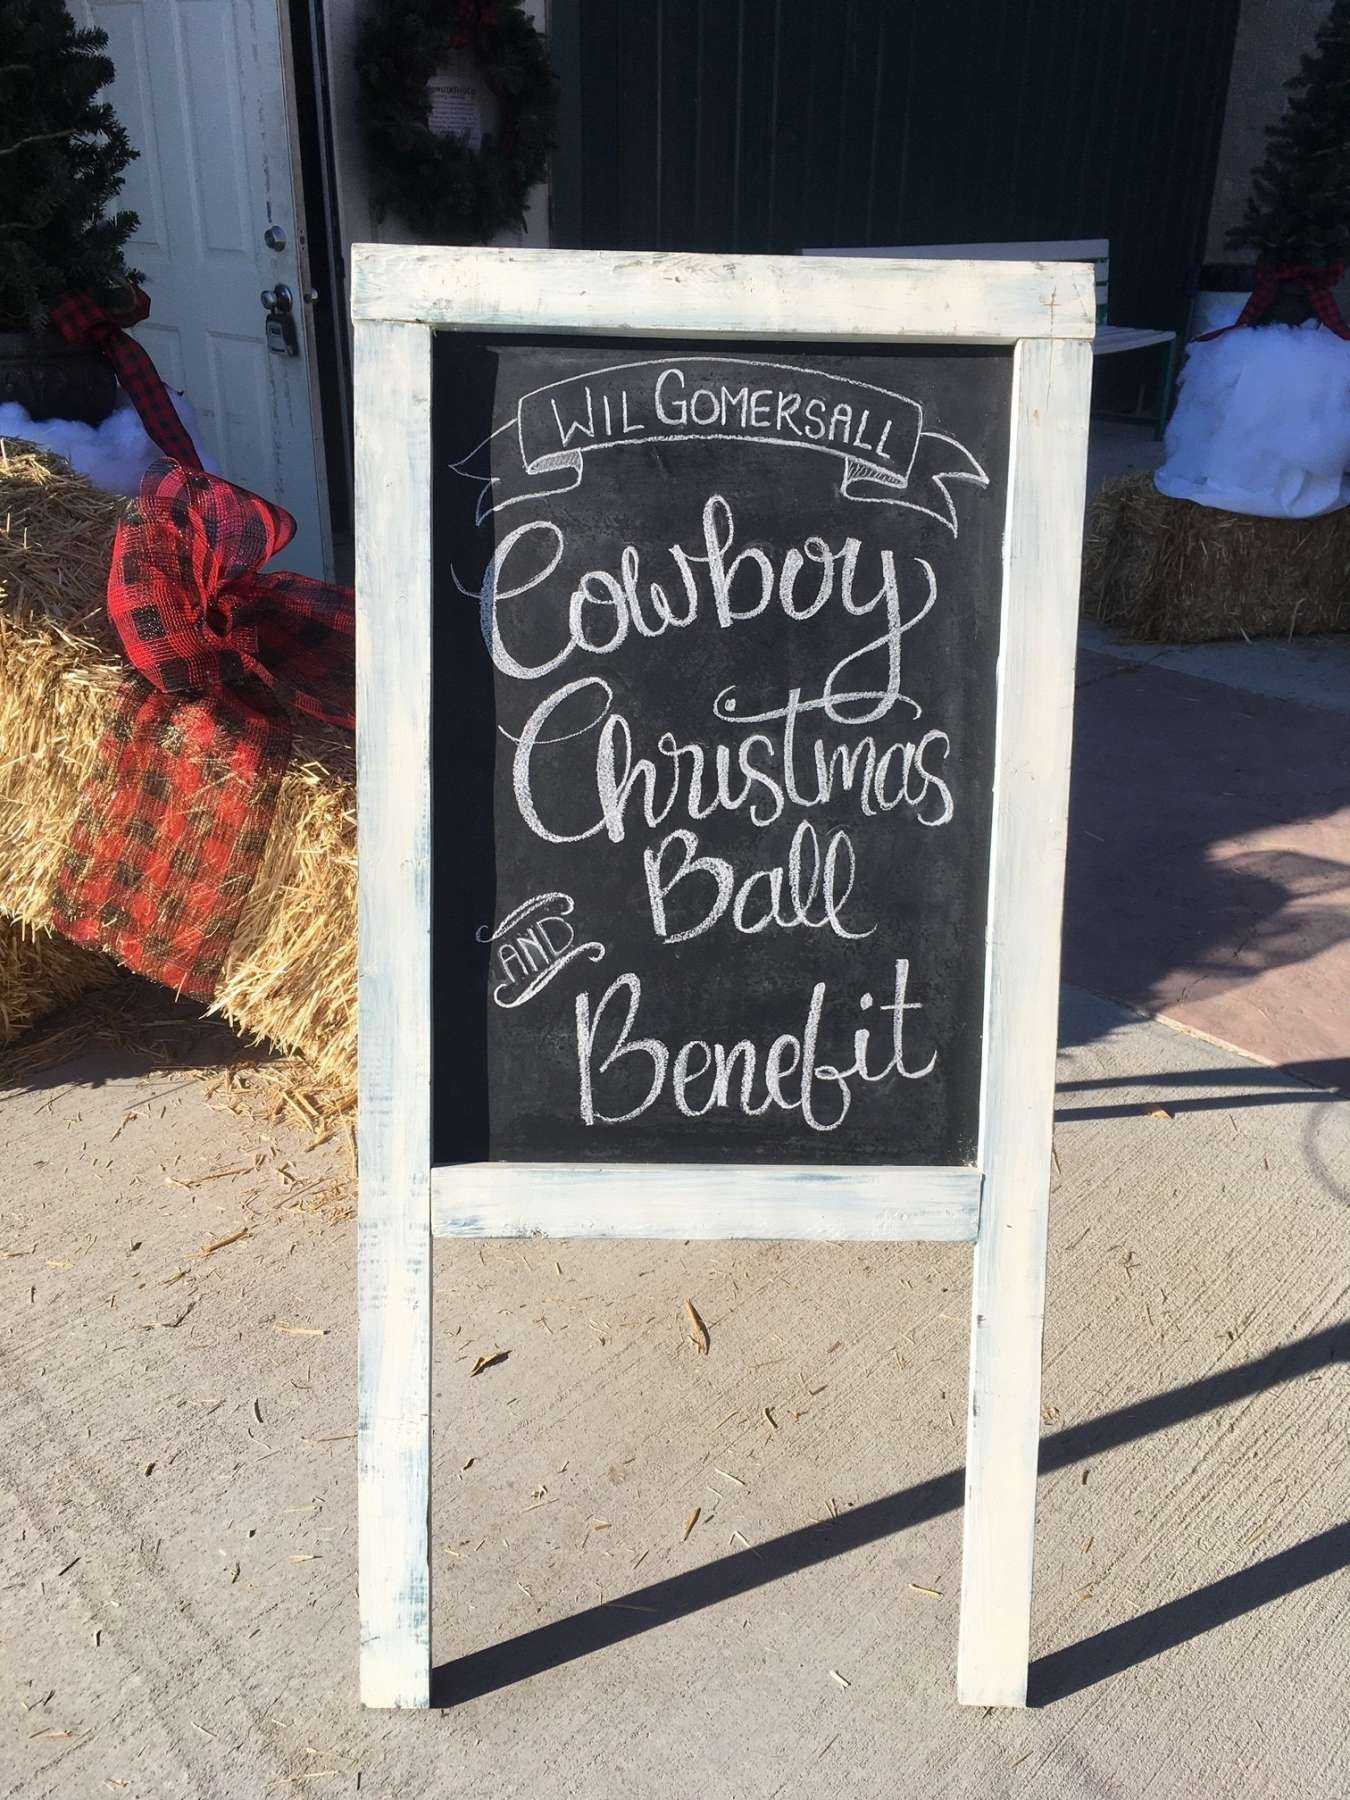 WIL GOMERSALL
Cowboy
Christmas
Ball
AND
Benefit